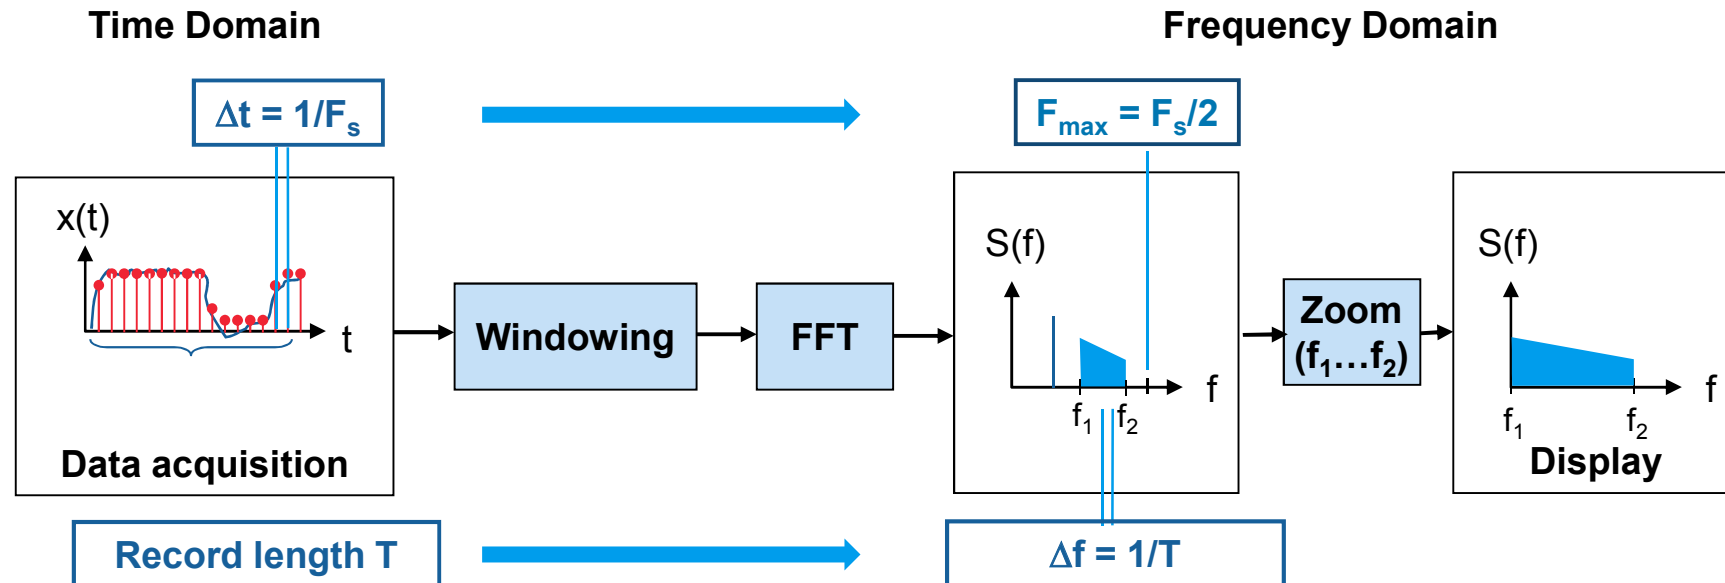 Time Domain
Frequency Domain
Δt = 1/Fs
Fmax = Fs/2
x(t)
t
Data acquisition
Windowing
FFT
S(f)
f
f1
f2
Zoom
(f1...f2)
S(f)
f
f1
f2
Display
Record length T
Δf = 1/T